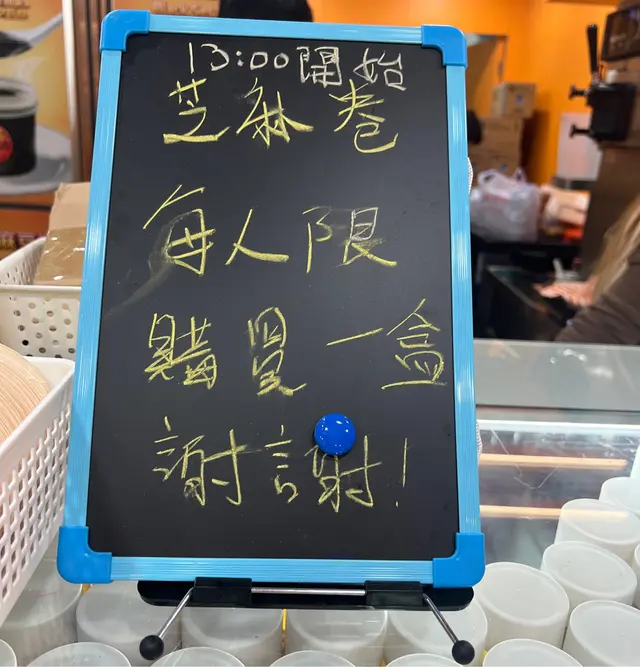 13:00開始
芝麻卷
每人限
購買一盒
謝謝!